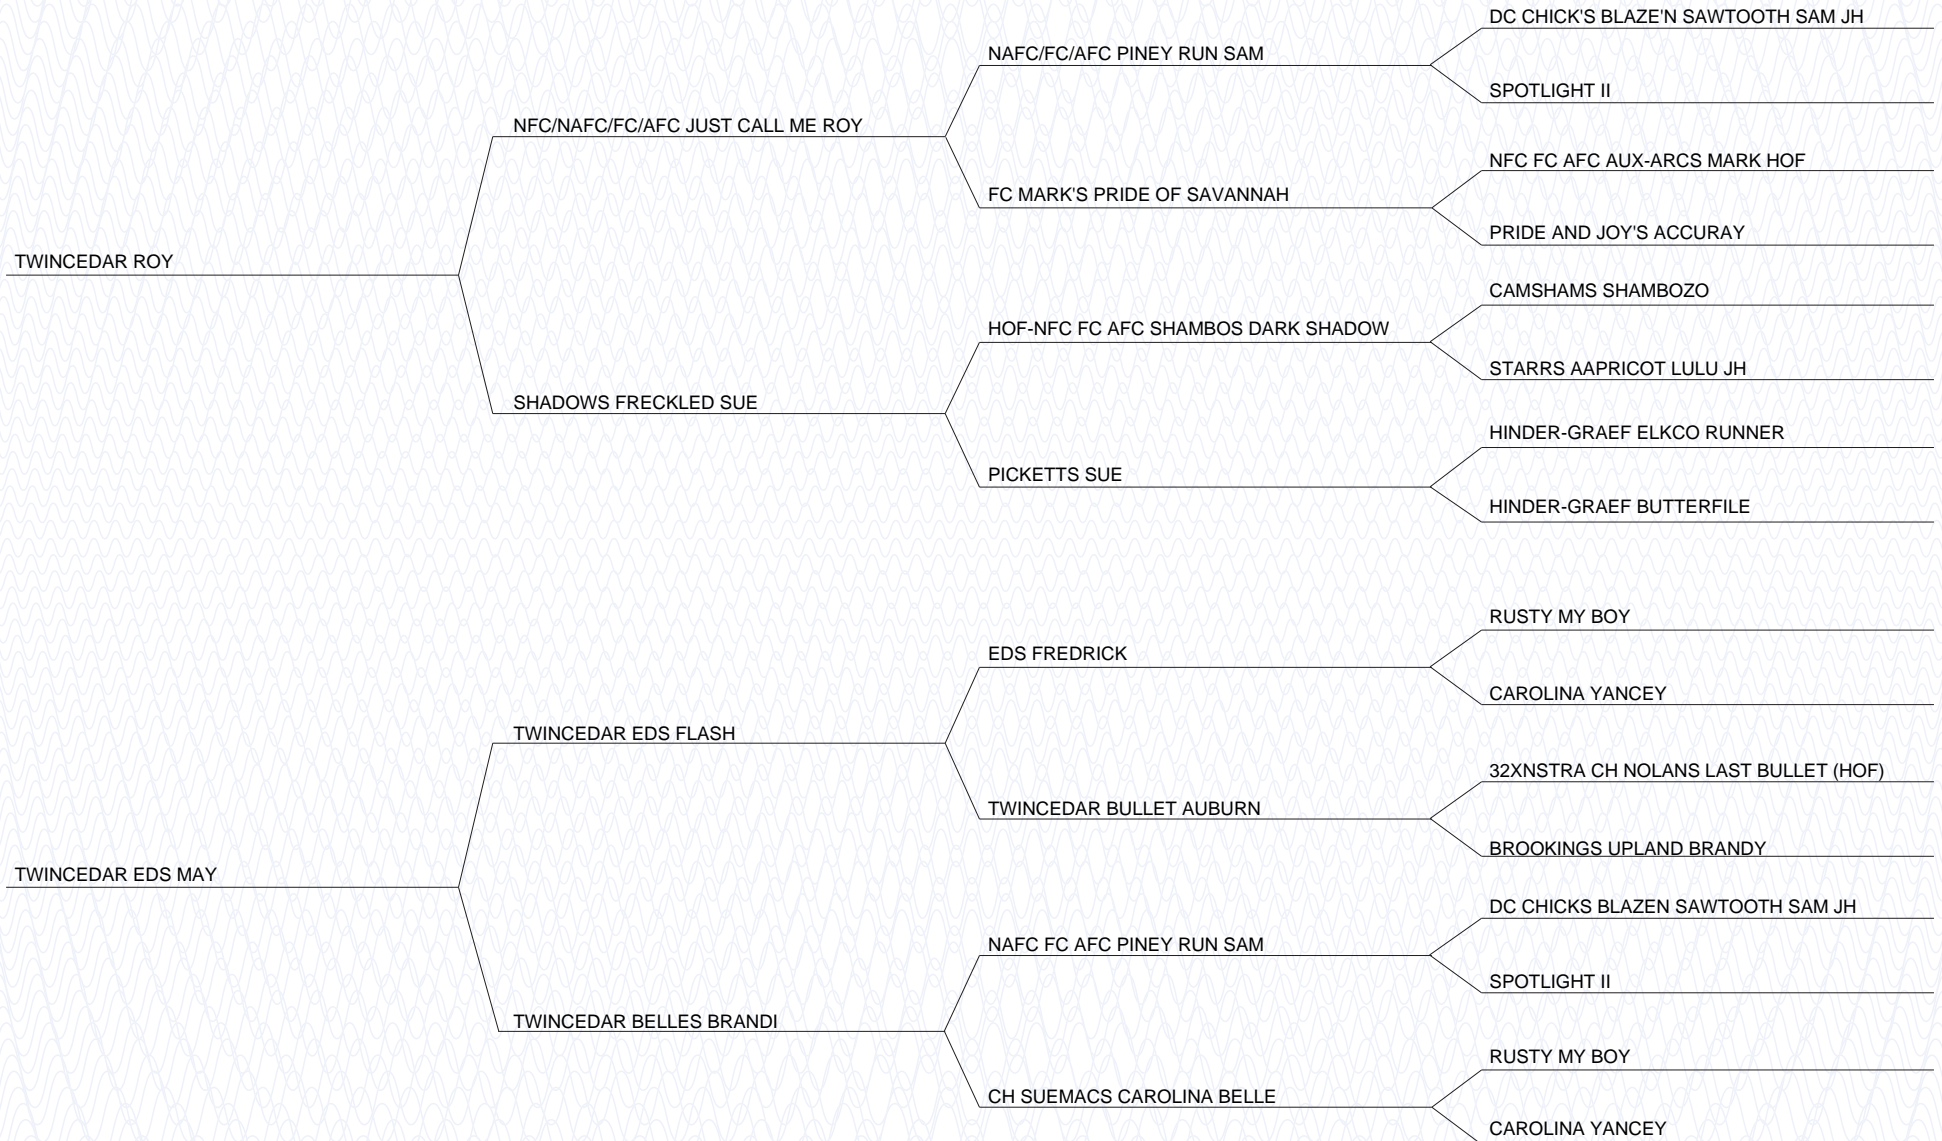 DC CHICK'S BLAZE'N SAWTOOTH SAM JH
NAFC/FC/AFC PINEY RUN SAM
SPOTLIGHT II
NFC/NAFC/FC/AFC JUST CALL ME ROY
NFC FC AFC AUX-ARCS MARK HOF
FC MARK'S PRIDE OF SAVANNAH
PRIDE AND JOY'S ACCURAY
TWINCEDAR ROY
CAMSHAMS SHAMBOZO
HOF-NFC FC AFC SHAMBOS DARK SHADOW
STARRS AAPRICOT LULU JH
SHADOWS FRECKLED SUE
HINDER-GRAEF ELKCO RUNNER
PICKETTS SUE
HINDER-GRAEF BUTTERFILE
RUSTY MY BOY
EDS FREDRICK
CAROLINA YANCEY
TWINCEDAR EDS FLASH
32XNSTRA CH NOLANS LAST BULLET (HOF)
TWINCEDAR BULLET AUBURN
BROOKINGS UPLAND BRANDY
TWINCEDAR EDS MAY
DC CHICKS BLAZEN SAWTOOTH SAM JH
NAFC FC AFC PINEY RUN SAM
SPOTLIGHT II
TWINCEDAR BELLES BRANDI
RUSTY MY BOY
CH SUEMACS CAROLINA BELLE
CAROLINA YANCEY